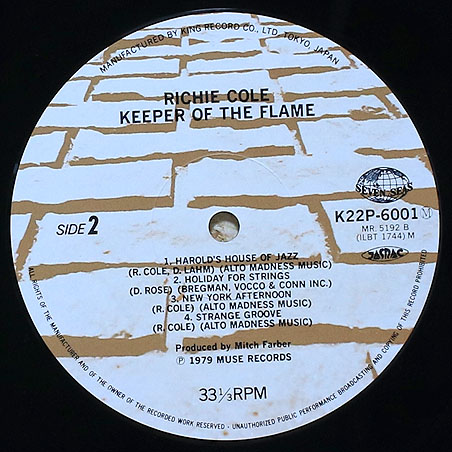 MANUFACTURED BY KING RECORD CO., LTD, TOKYO, JAPAN
RICHIE COLE
KEEPER OF THE FLAME
SEVEN SEAS
SIDE 2
K22P-6001 M
MR. 5192 B
(ILBT 1744) M
JASRAC
1. HAROLD'S HOUSE OF JAZZ
(R. COLE, D. LAHM) (ALTO MADNESS MUSIC)
2. HOLIDAY FOR STRINGS
(D. ROSE) (BREGMAN, VOCCO & CONN INC.)
3. NEW YORK AFTERNOON
(R. COLE) (ALTO MADNESS MUSIC)
4. STRANGE GROOVE
(R. COLE) (ALTO MADNESS MUSIC)
Produced by Mitch Farber
Ⓟ 1979 MUSE RECORDS
33 1/3 RPM
ALL RIGHTS OF THE MANUFACTURER AND OF THE OWNER OF THE RECORDED WORK RESERVED - UNAUTHORIZED PUBLIC PERFORMANCE BROADCASTING AND COPYING OF THIS RECORD PROHIBITED